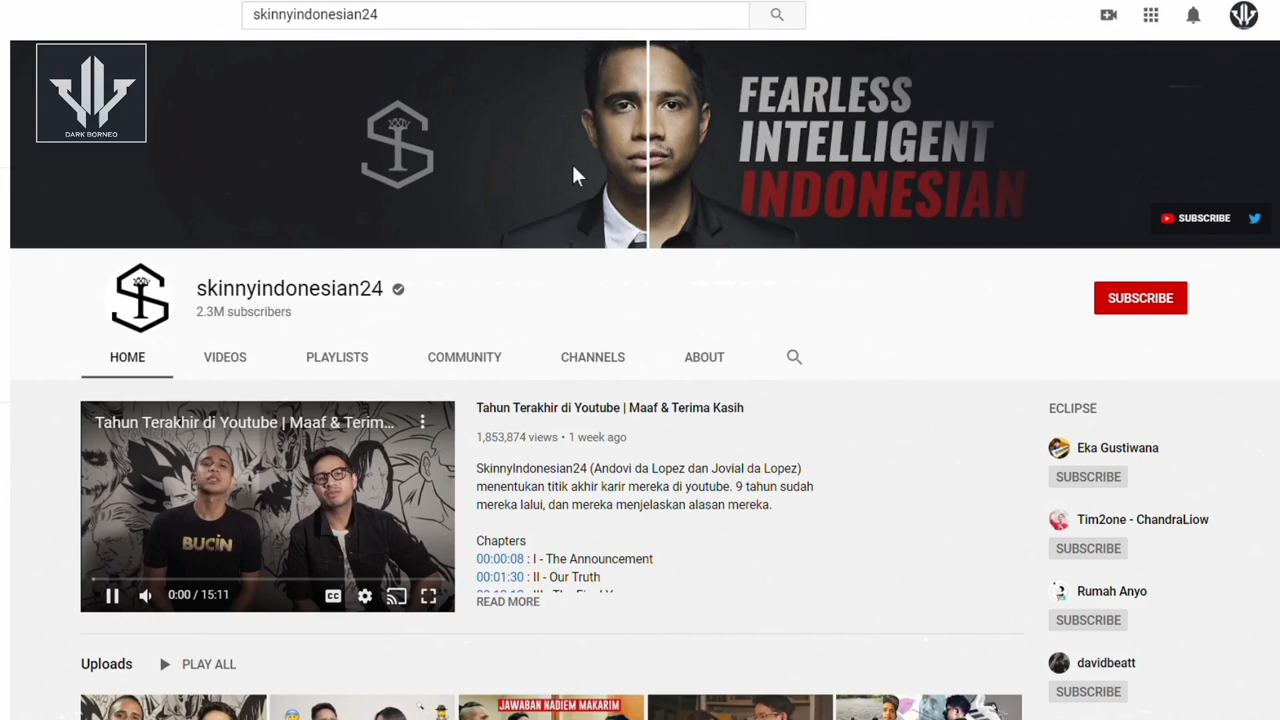 skinnyindonesian24
DARK BORNEO
XXIV
FEARLESS
INTELLIGENT
INDONESIAN
SUBSCRIBE
XXIV
skinnyindonesian24
2.3M subscribers
SUBSCRIBE
HOME VIDEOS PLAYLISTS COMMUNITY CHANNELS ABOUT
Tahun Terakhir di Youtube | Maaf & Terim...
BUCIN
CC
0:00 / 15:11
Tahun Terakhir di Youtube | Maaf & Terima Kasih
1,853,874 views • 1 week ago
SkinnyIndonesian24 (Andovi da Lopez dan Jovial da Lopez)
menentukan titik akhir karir mereka di youtube. 9 tahun sudah
mereka lalui, dan mereka menjelaskan alasan mereka.
Chapters
00:00:08 : I - The Announcement
00:01:30 : II - Our Truth
READ MORE
ECLIPSE
Eka Gustiwana
SUBSCRIBE
Tim2one - ChandraLiow
SUBSCRIBE
Rumah Anyo
SUBSCRIBE
davidbeatt
SUBSCRIBE
Uploads PLAY ALL
JAWABAN NADIEM MAKARIM